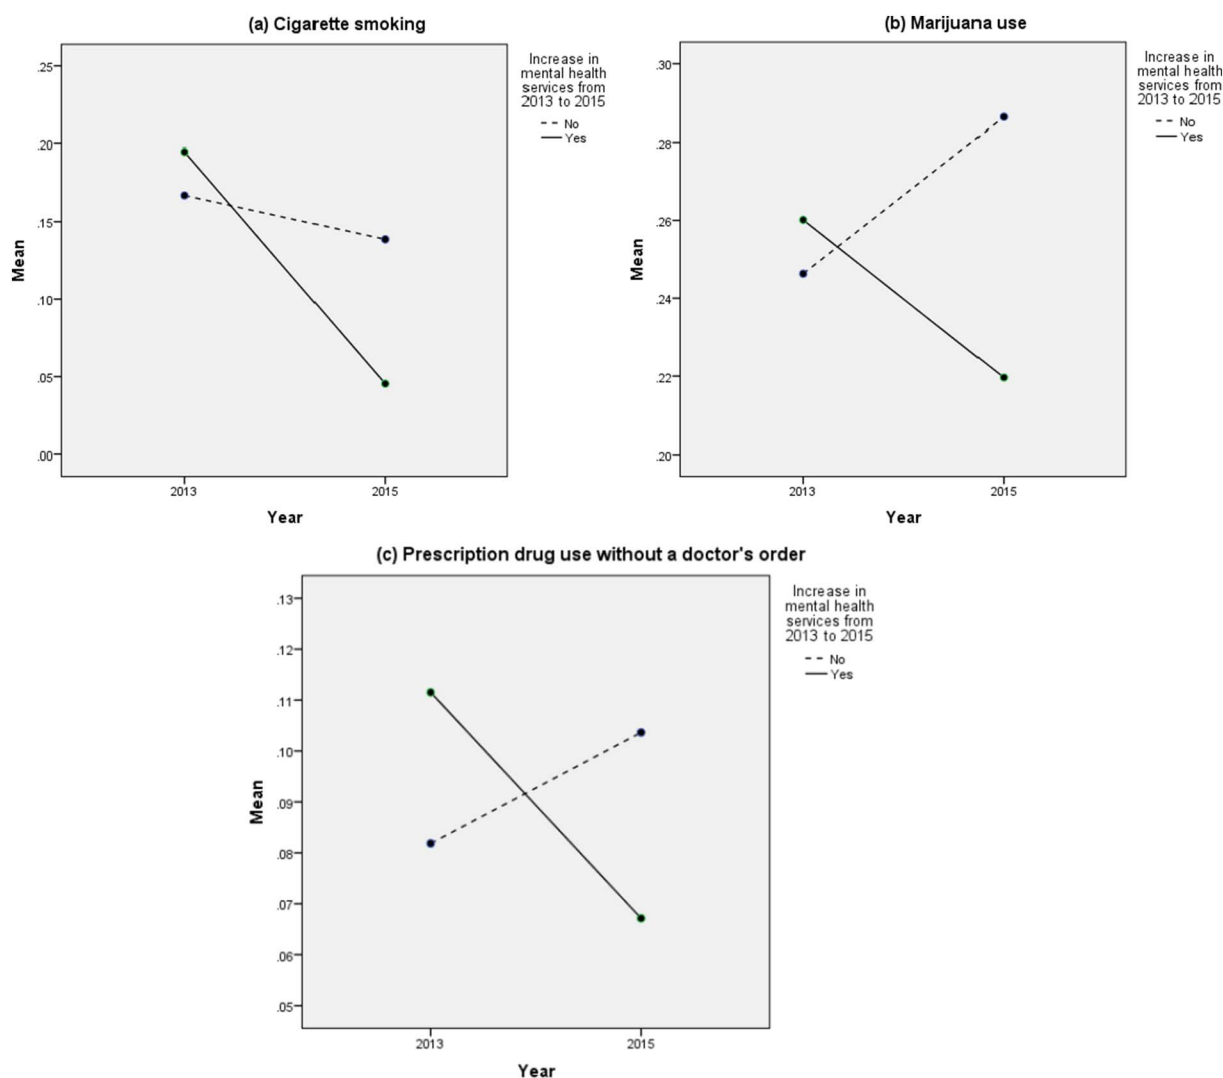 (a) Cigarette smoking
.25
.20
.15
.10
.05
.00
Mean
2013
2015
Year
Increase in
mental health
services from
2013 to 2015
No
Yes
(b) Marijuana use
.30
.28
.26
.24
.22
.20
Mean
2013
2015
Year
Increase in
mental health
services from
2013 to 2015
No
Yes
(c) Prescription drug use without a doctor's order
.13
.12
.11
.10
.09
.08
.07
.06
.05
Mean
2013
2015
Year
Increase in
mental health
services from
2013 to 2015
No
Yes